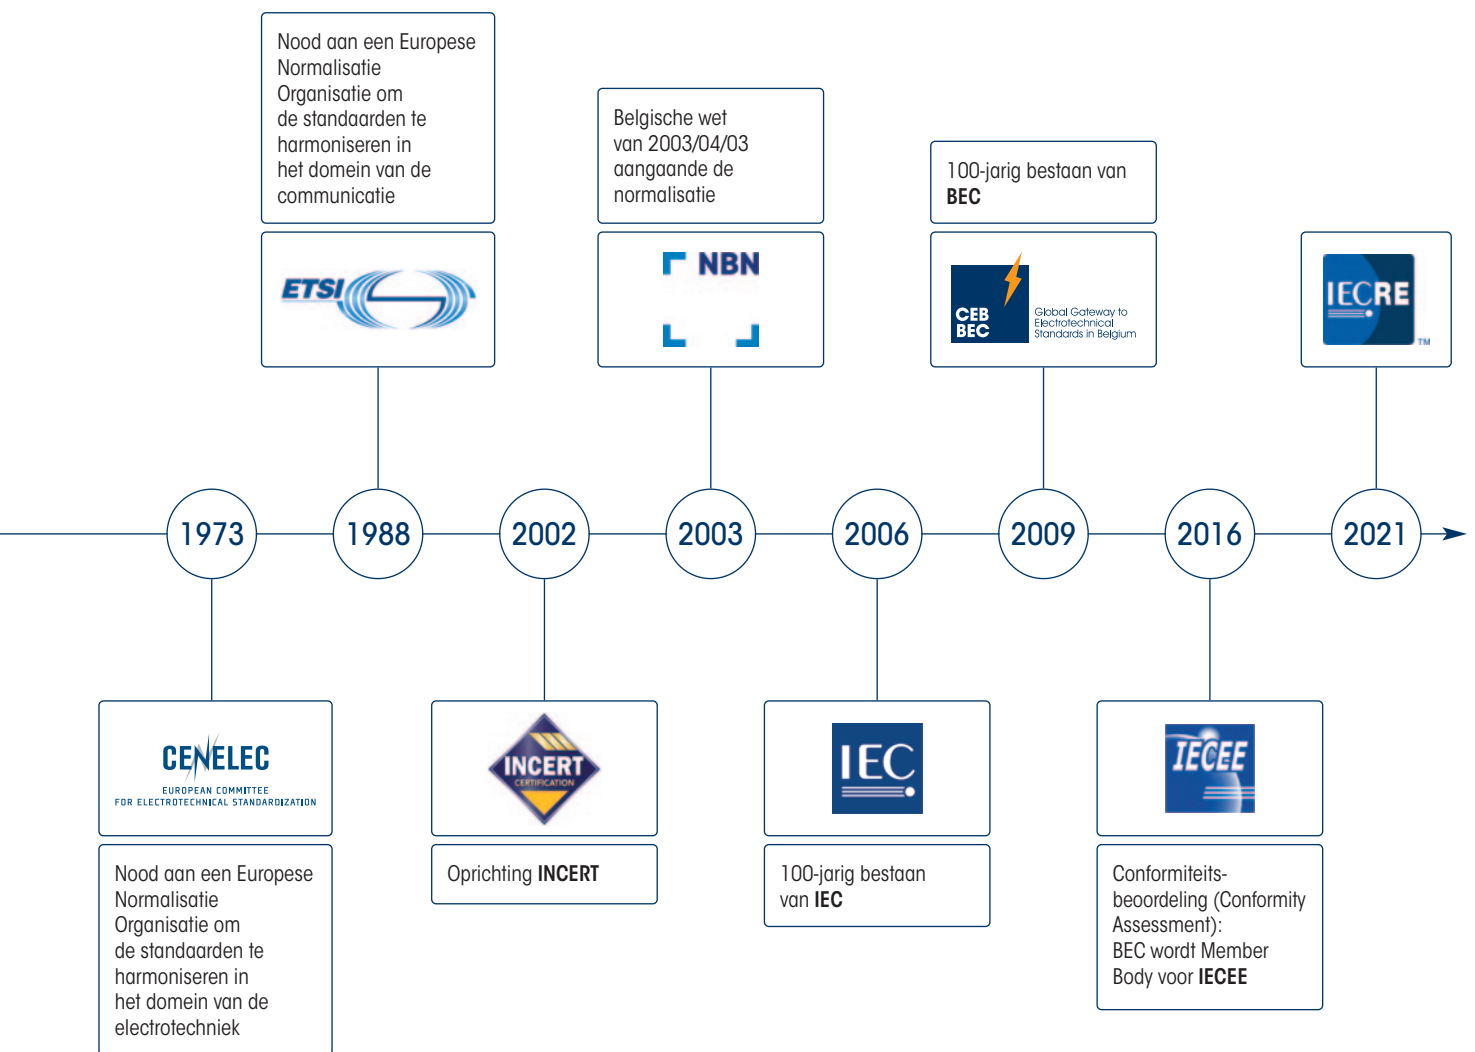 Nood aan een Europese
Normalisatie
Organisatie om
de standaarden te
harmoniseren in
het domein van de
communicatie
ETSI
Belgische wet
van 2003/04/03
aangaande de
normalisatie
NBN
100-jarig bestaan van
BEC
CEB
BEC
Global Gateway to
Electrotechnical
Standards in Belgium
IECRE
TM
1973
1988
2002
2003
2006
2009
2016
2021
CENELEC
EUROPEAN COMMITTEE
FOR ELECTROTECHNICAL STANDARDIZATION
Nood aan een Europese
Normalisatie
Organisatie om
de standaarden te
harmoniseren in
het domein van de
electrotechniek
INCERT
CERTIFICATION
Oprichting INCERT
IEC
100-jarig bestaan
van IEC
IECEE
Conformiteits-
beoordeling (Conformity
Assessment):
BEC wordt Member
Body voor IECEE